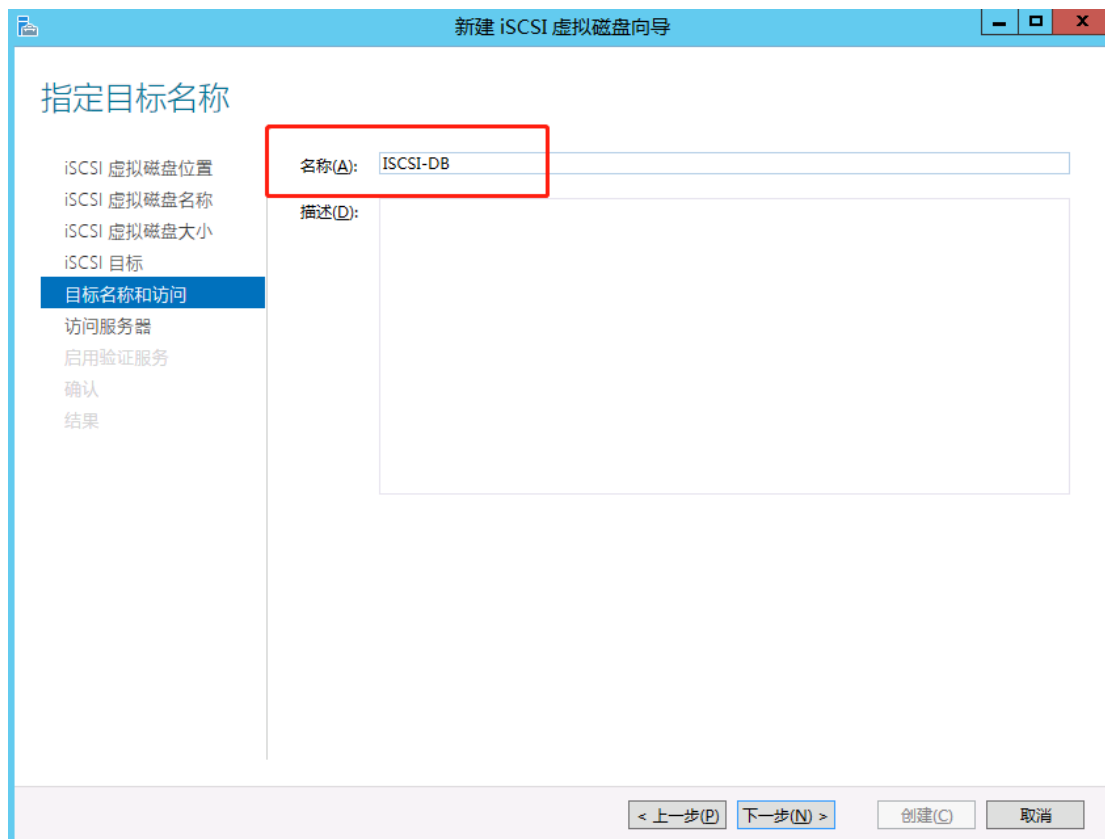 新建 iSCSI 虚拟磁盘向导
指定目标名称
iSCSI 虚拟磁盘位置
iSCSI 虚拟磁盘名称
iSCSI 虚拟磁盘大小
iSCSI 目标
目标名称和访问
访问服务器
启用验证服务
确认
结果
名称(A): ISCSI-DB
描述(D):
< 上一步(P) 下一步(N) > 创建(C) 取消